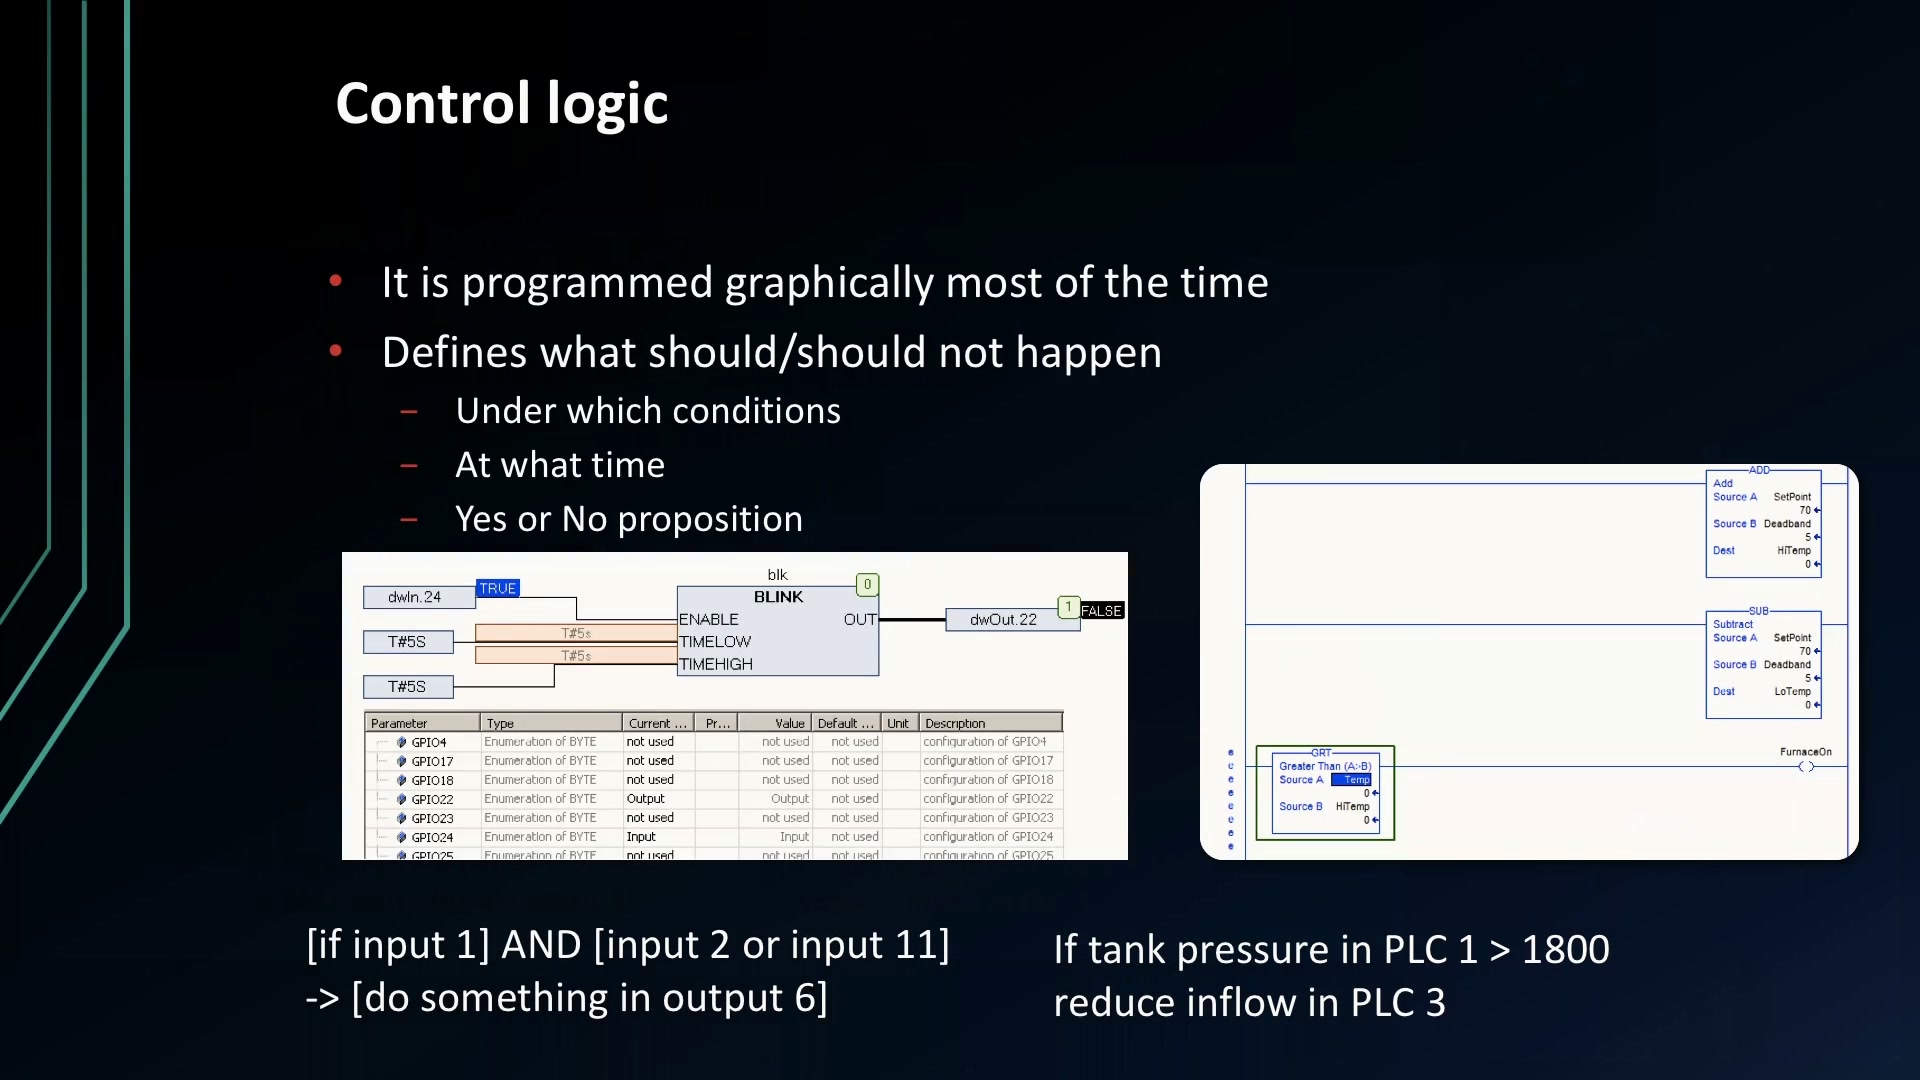 Control logic
• It is programmed graphically most of the time
• Defines what should/should not happen
– Under which conditions
– At what time
– Yes or No proposition
blk
0
dwIn.24 TRUE
BLINK
ENABLE OUT
1
dwOut.22 FALSE
T#5S T#5s TIMELOW
T#5s TIMEHIGH
T#5S
Parameter Type Current ... Pr... Value Default ... Unit Description
GPIO4 Enumeration of BYTE not used not used not used configuration of GPIO4
GPIO17 Enumeration of BYTE not used not used not used configuration of GPIO17
GPIO18 Enumeration of BYTE not used not used not used configuration of GPIO18
GPIO22 Enumeration of BYTE Output Output not used configuration of GPIO22
GPIO23 Enumeration of BYTE not used not used not used configuration of GPIO23
GPIO24 Enumeration of BYTE Input Input not used configuration of GPIO24
GPIO25 Enumeration of BYTE not used not used not used configuration of GPIO25
ADD
Add
Source A SetPoint
70
Source B Deadband
5
Dest HiTemp
0
SUB
Subtract
Source A SetPoint
70
Source B Deadband
5
Dest LoTemp
0
GRT
Greater Than (A>B)
Source A Temp
0
Source B HiTemp
0
FurnaceOn
e
e
e
e
e
e
e
e
[if input 1] AND [input 2 or input 11]
-> [do something in output 6]
If tank pressure in PLC 1 > 1800
reduce inflow in PLC 3